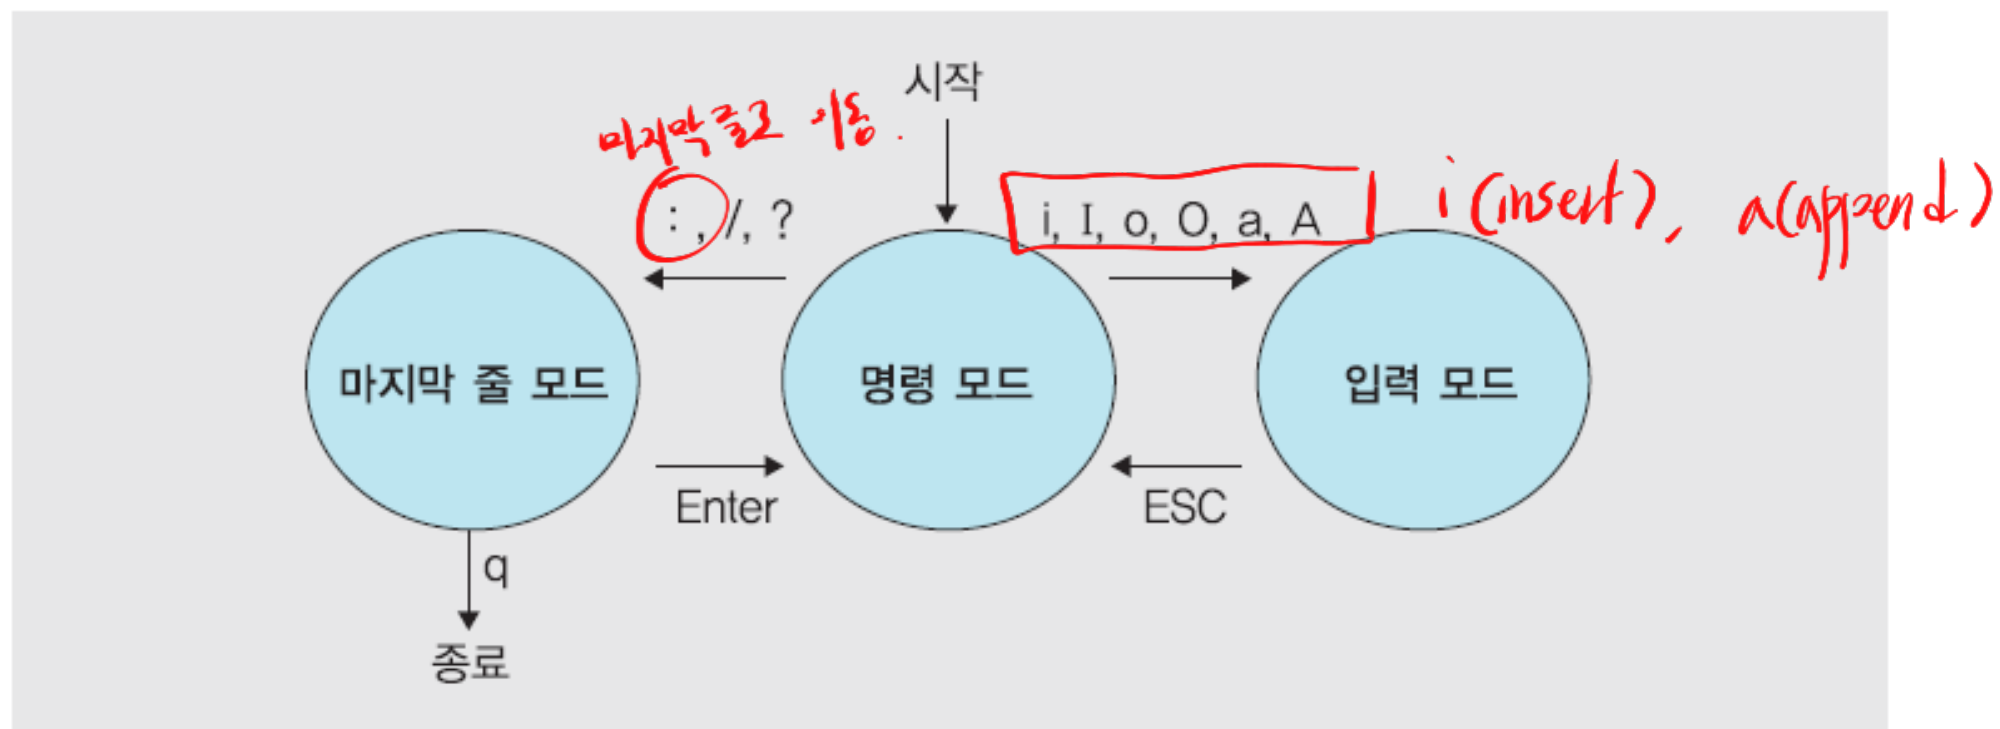 시작
마지막 줄로 이동.
: , /, ?
i, I, o, O, a, A
i(insert), a(append)
마지막 줄 모드
명령 모드
입력 모드
Enter
ESC
q
종료